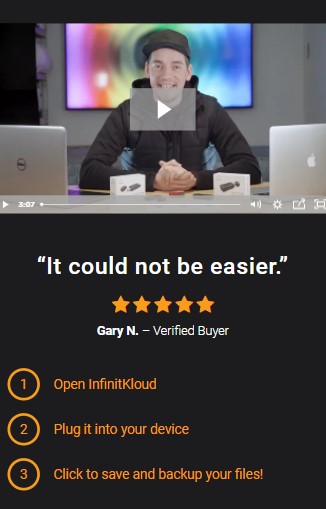 DELL
3:07
“It could not be easier.”
Gary N. – Verified Buyer
1 Open InfinitKloud
2 Plug it into your device
3 Click to save and backup your files!